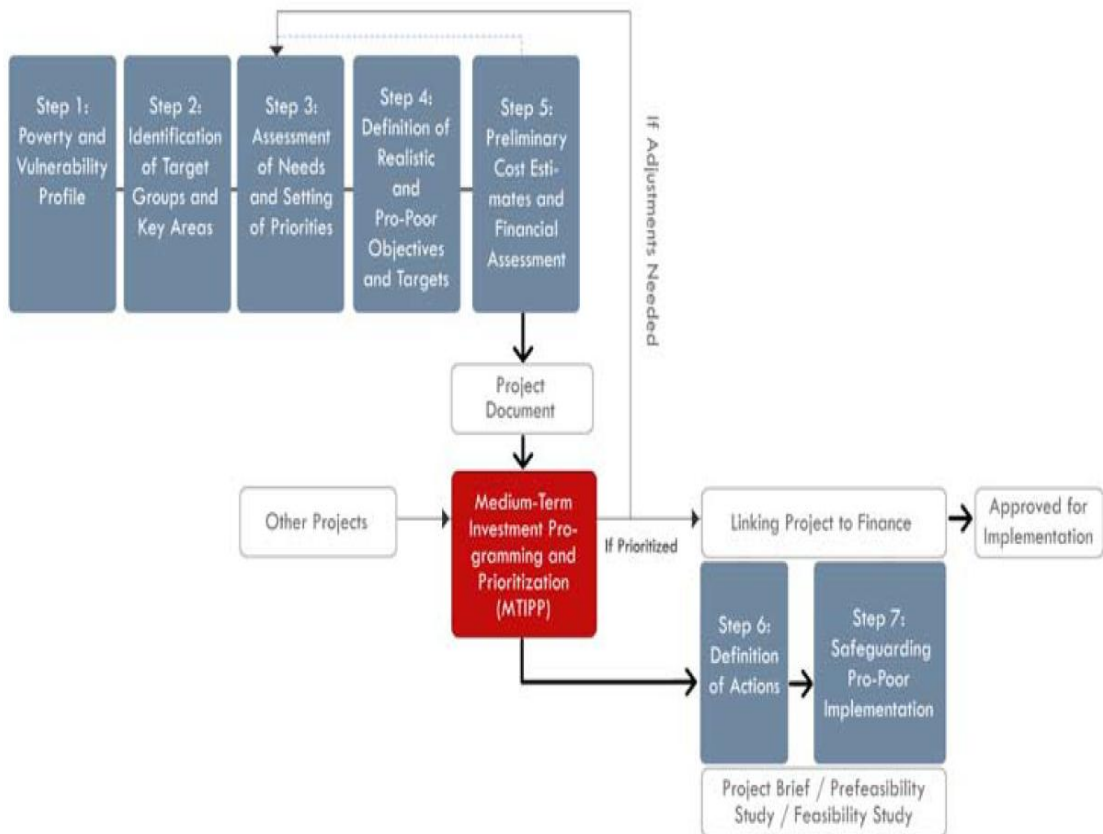 Step 1:
Poverty and
Vulnerability
Profile
Step 2:
Identification
of Target
Groups and
Key Areas
Step 3:
Assessment
of Needs
and Setting
of Priorities
Step 4:
Definition of
Realistic
and
Pro-Poor
Objectives
and Targets
Step 5:
Preliminary
Cost Esti-
mates and
Financial
Assessment
If Adjustments Needed
Project
Document
Other Projects
Medium-Term
Investment Pro-
gramming and
Prioritization
(MTIPP)
If Prioritized
Linking Project to Finance
Approved for
Implementation
Step 6:
Definition
of Actions
Step 7:
Safeguarding
Pro-Poor
Implementation
Project Brief / Prefeasibility
Study / Feasibility Study